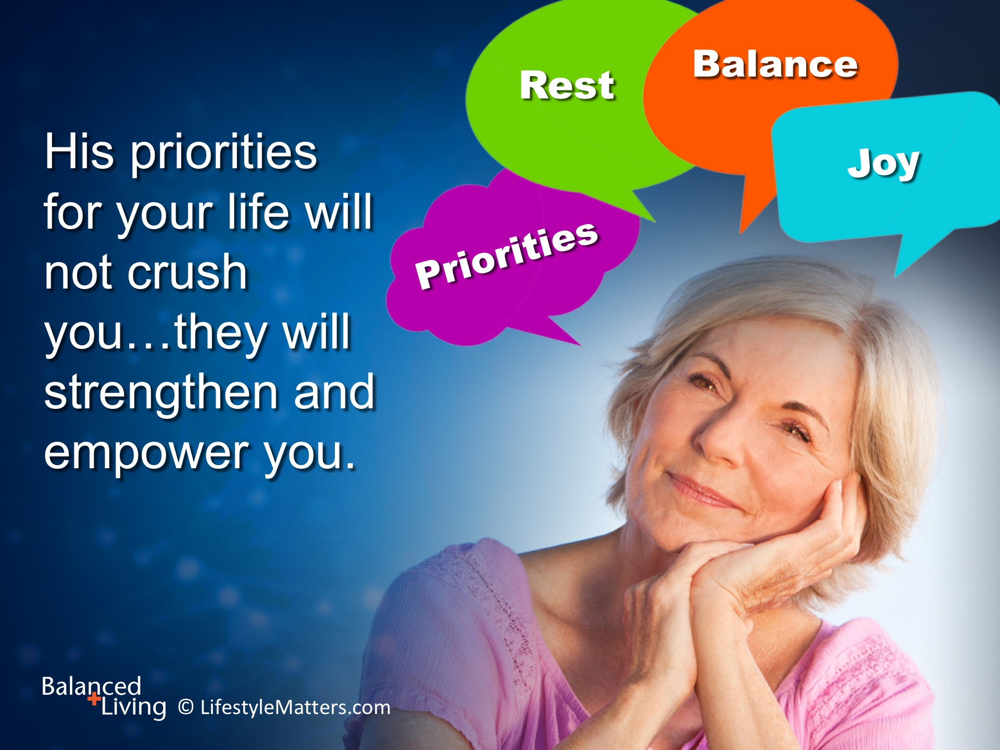 Rest
Balance
Joy
Priorities
His priorities
for your life will
not crush
you…they will
strengthen and
empower you.
Balanced
Living © LifestyleMatters.com